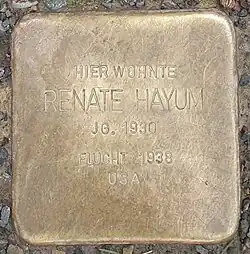 HIER WOHNTE
RENATE HAYUM
JG. 1930
FLUCHT 1938
USA